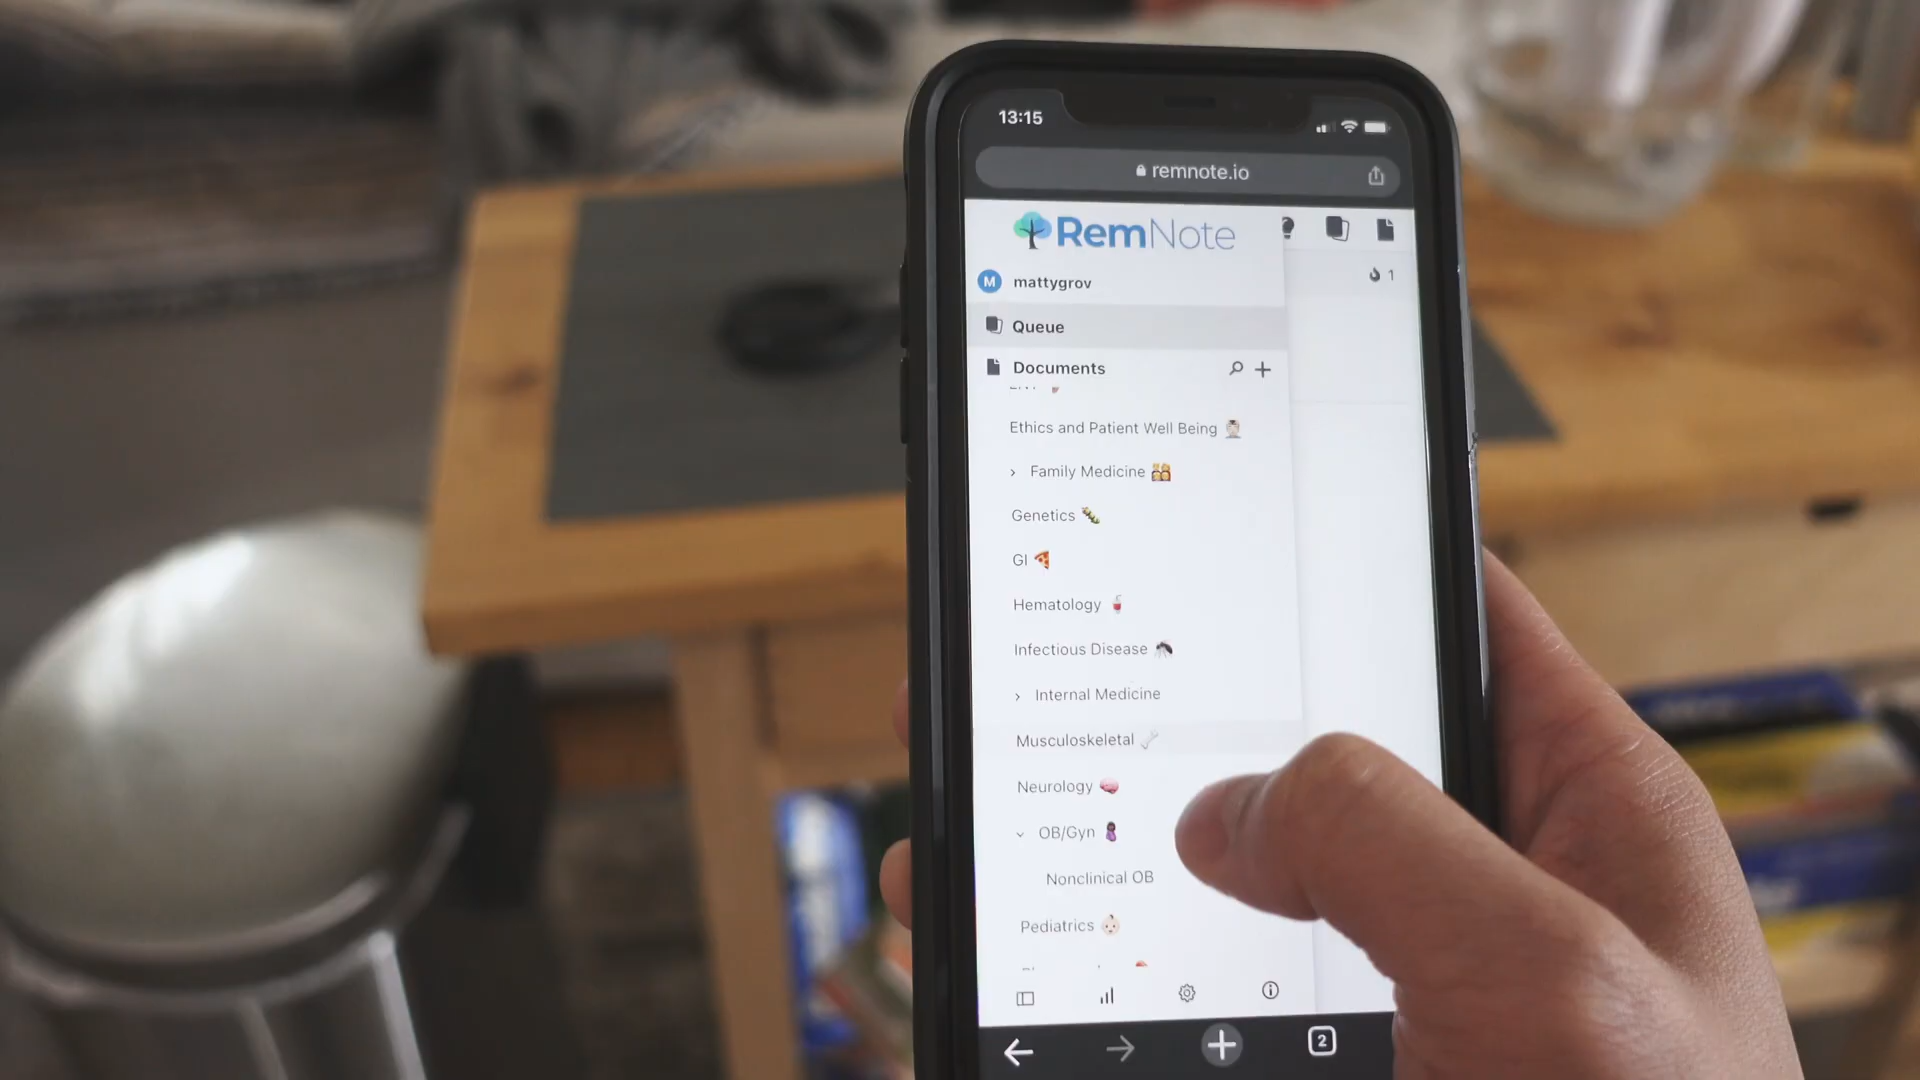 13:15
remnote.io
RemNote
M mattygrov
1
Queue
Documents
Ethics and Patient Well Being
Family Medicine
Genetics
GI
Hematology
Infectious Disease
Internal Medicine
Musculoskeletal
Neurology
OB/Gyn
Nonclinical OB
Pediatrics
2